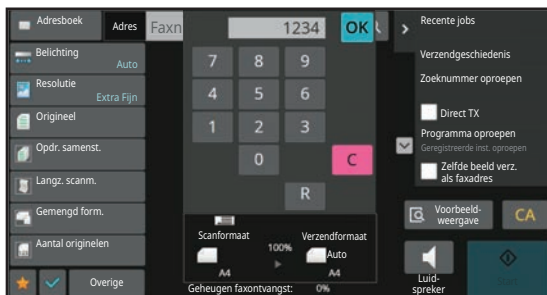 Adresboek
Adres
Faxn
1234
OK
Recente jobs
Belichting
Auto
Resolutie
Extra Fijn
Origineel
Opdr. samenst.
Langz. scanm.
Gemengd form.
Aantal originelen
Overige
7 8 9
4 5 6
1 2 3
0
C
R
Scanformaat
100%
Verzendformaat
Auto
A4
A4
Geheugen faxontvangst: 0%
Verzendgeschiedenis
Zoeknummer oproepen
Direct TX
Programma oproepen
Geregistreerde inst. oproepen
Zelfde beeld verz.
als faxadres
Voorbeeld-
weergave
CA
Luid-
spreker
Start